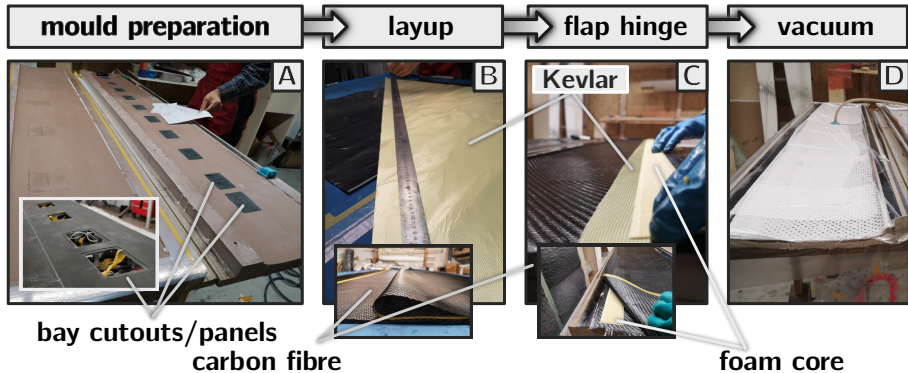 mould preparation
layup
flap hinge
vacuum
A
B
C
D
Kevlar
bay cutouts/panels
carbon fibre
foam core